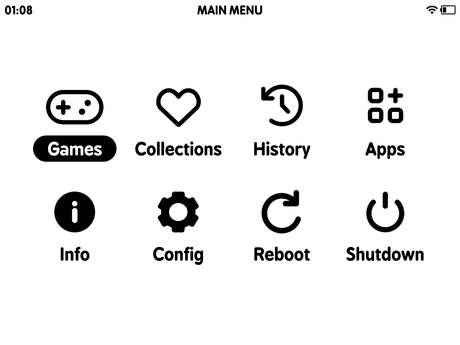 01:08 MAIN MENU
Games Collections History Apps
Info Config Reboot Shutdown